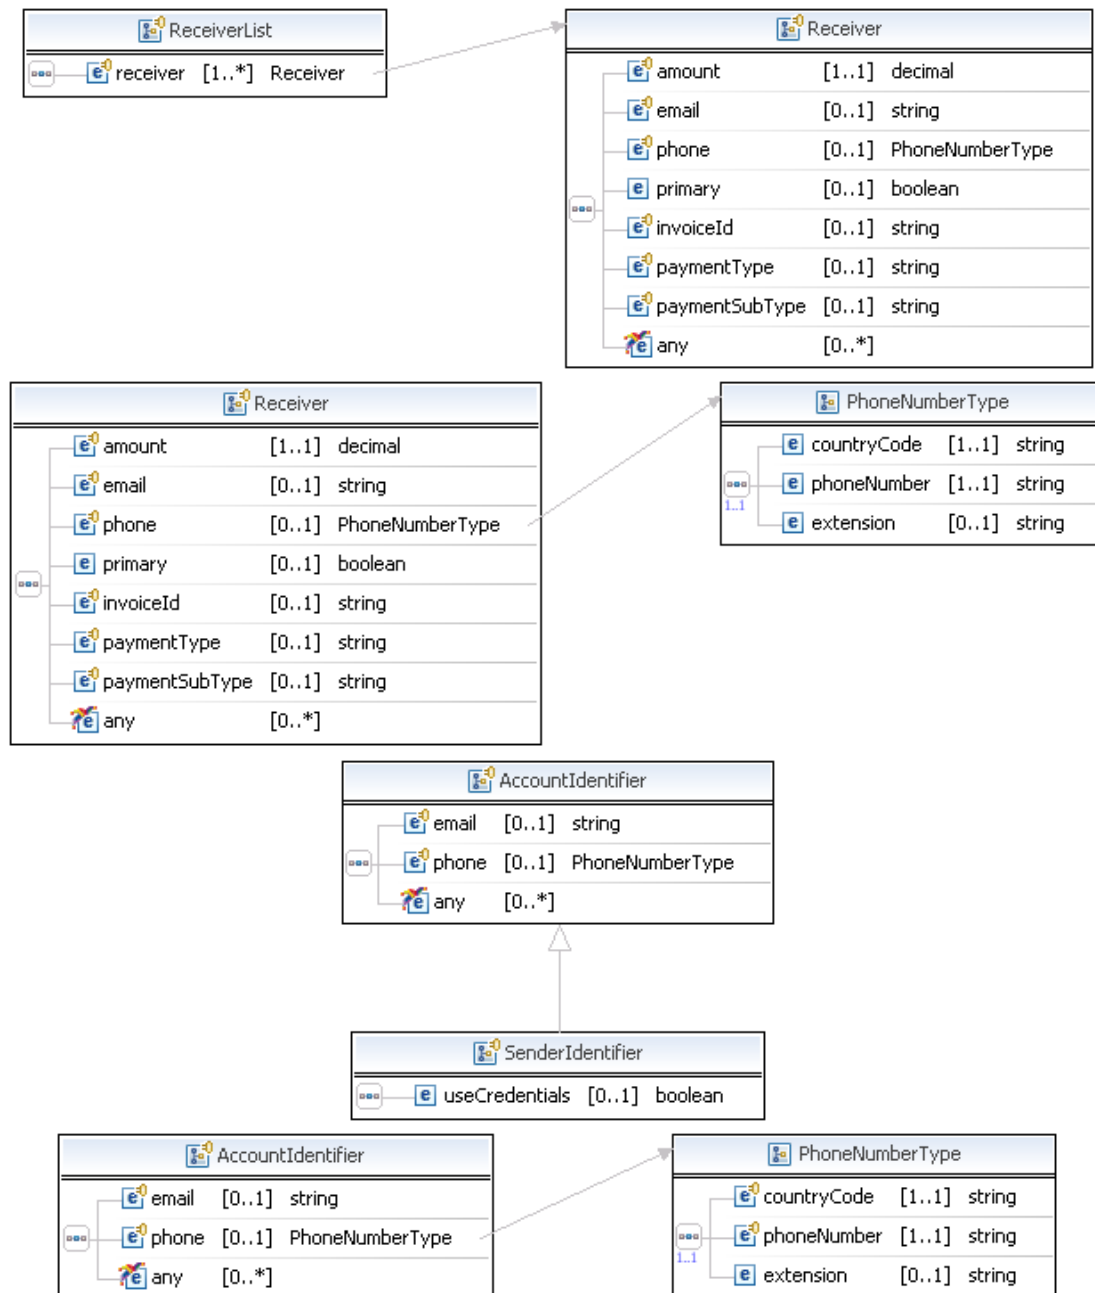 ReceiverList
receiver [1..*] Receiver
Receiver
amount [1..1] decimal
email [0..1] string
phone [0..1] PhoneNumberType
primary [0..1] boolean
invoiceId [0..1] string
paymentType [0..1] string
paymentSubType [0..1] string
any [0..*]
Receiver
amount [1..1] decimal
email [0..1] string
phone [0..1] PhoneNumberType
primary [0..1] boolean
invoiceId [0..1] string
paymentType [0..1] string
paymentSubType [0..1] string
any [0..*]
PhoneNumberType
countryCode [1..1] string
phoneNumber [1..1] string
1..1
extension [0..1] string
AccountIdentifier
email [0..1] string
phone [0..1] PhoneNumberType
any [0..*]
SenderIdentifier
useCredentials [0..1] boolean
AccountIdentifier
email [0..1] string
phone [0..1] PhoneNumberType
any [0..*]
PhoneNumberType
countryCode [1..1] string
phoneNumber [1..1] string
1..1
extension [0..1] string